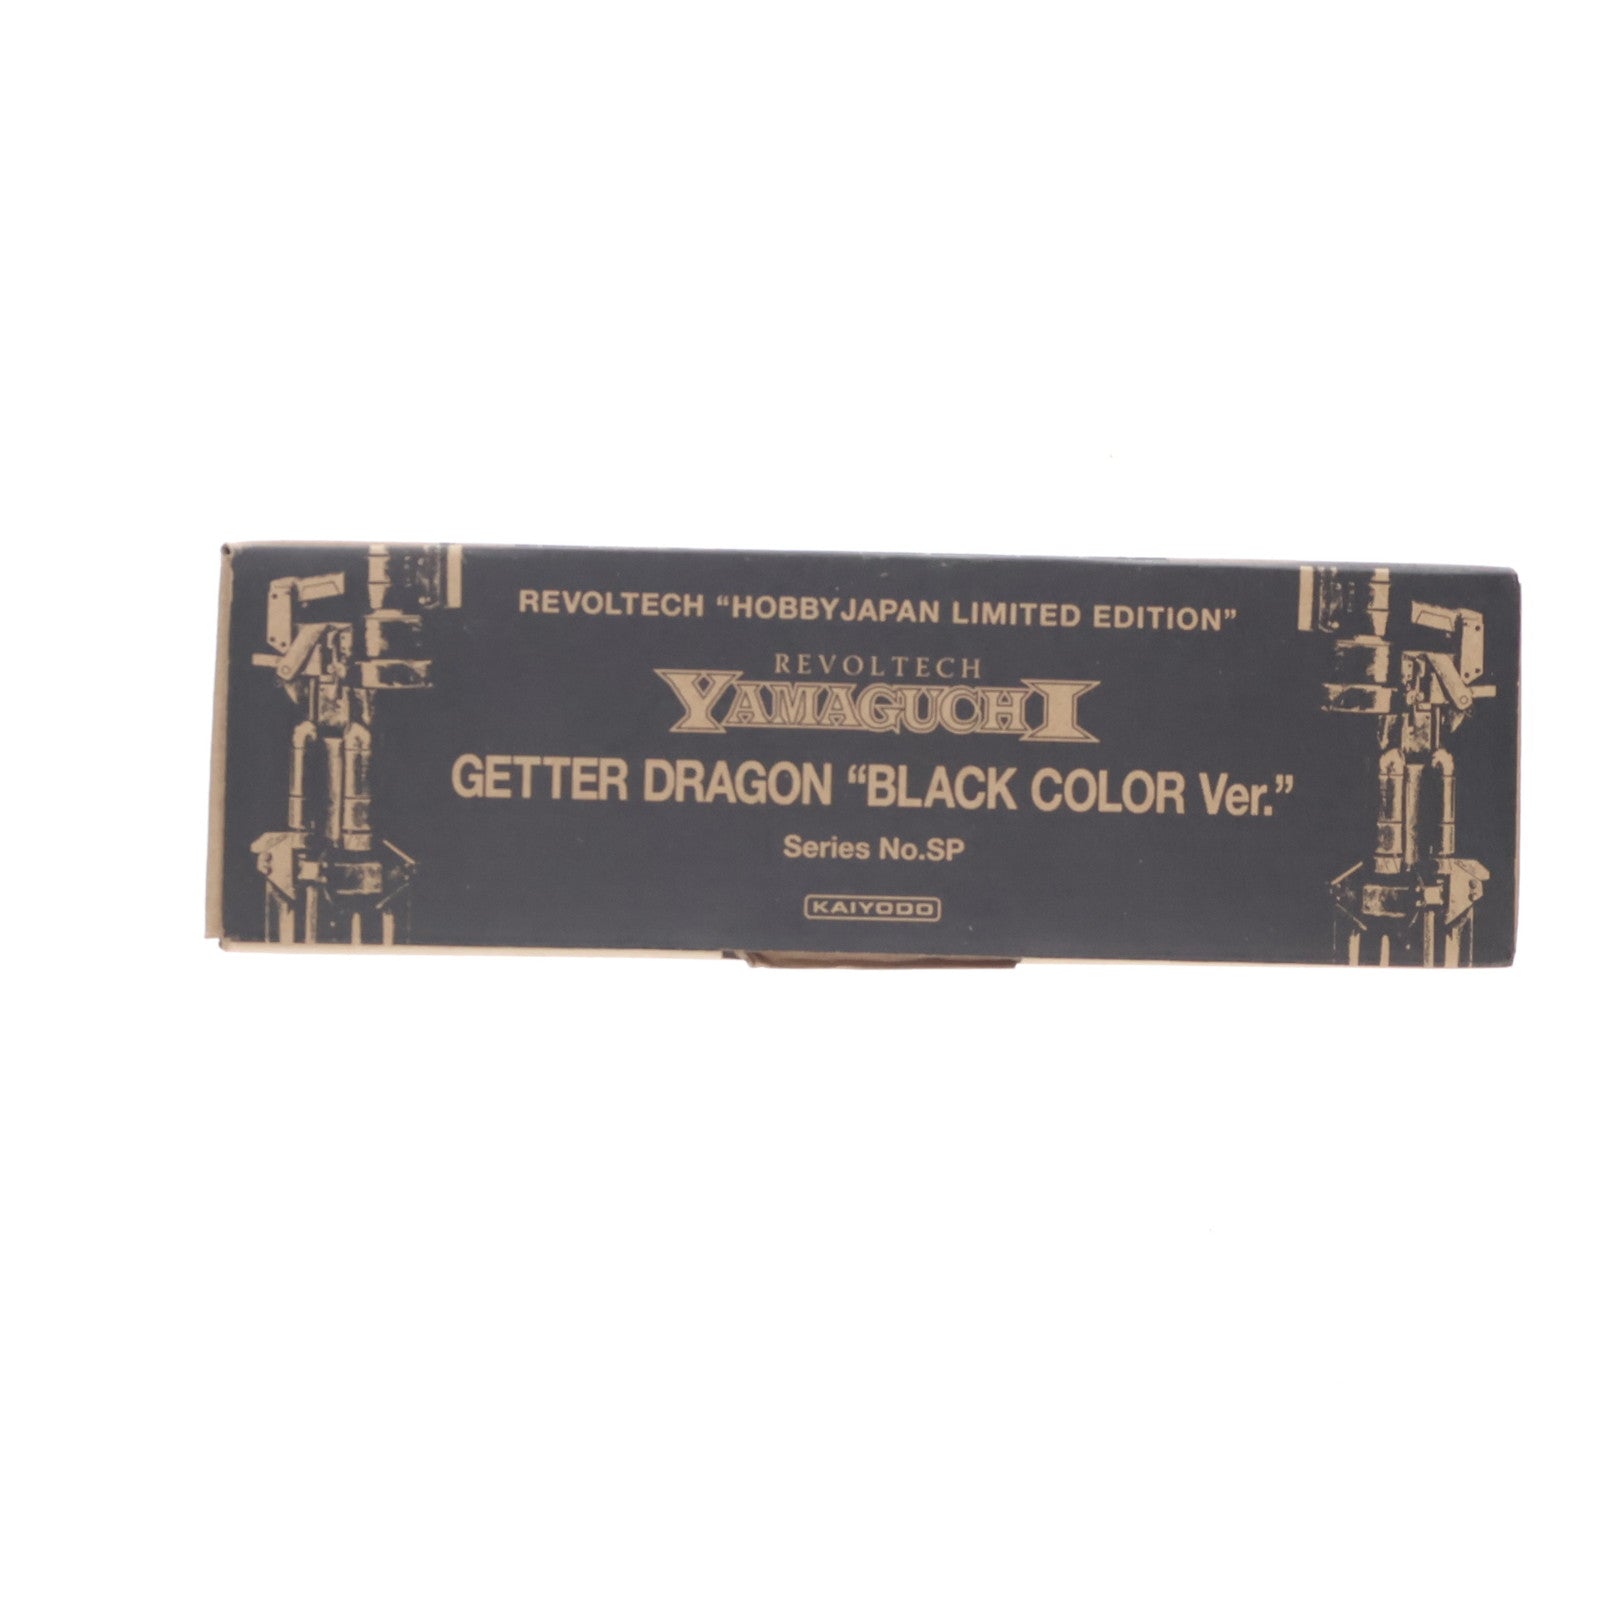 REVOLTECH “HOBBYJAPAN LIMITED EDITION”
REVOLTECH
YAMAGUCHI
GETTER DRAGON “BLACK COLOR Ver.”
Series No.SP
KAIYODO